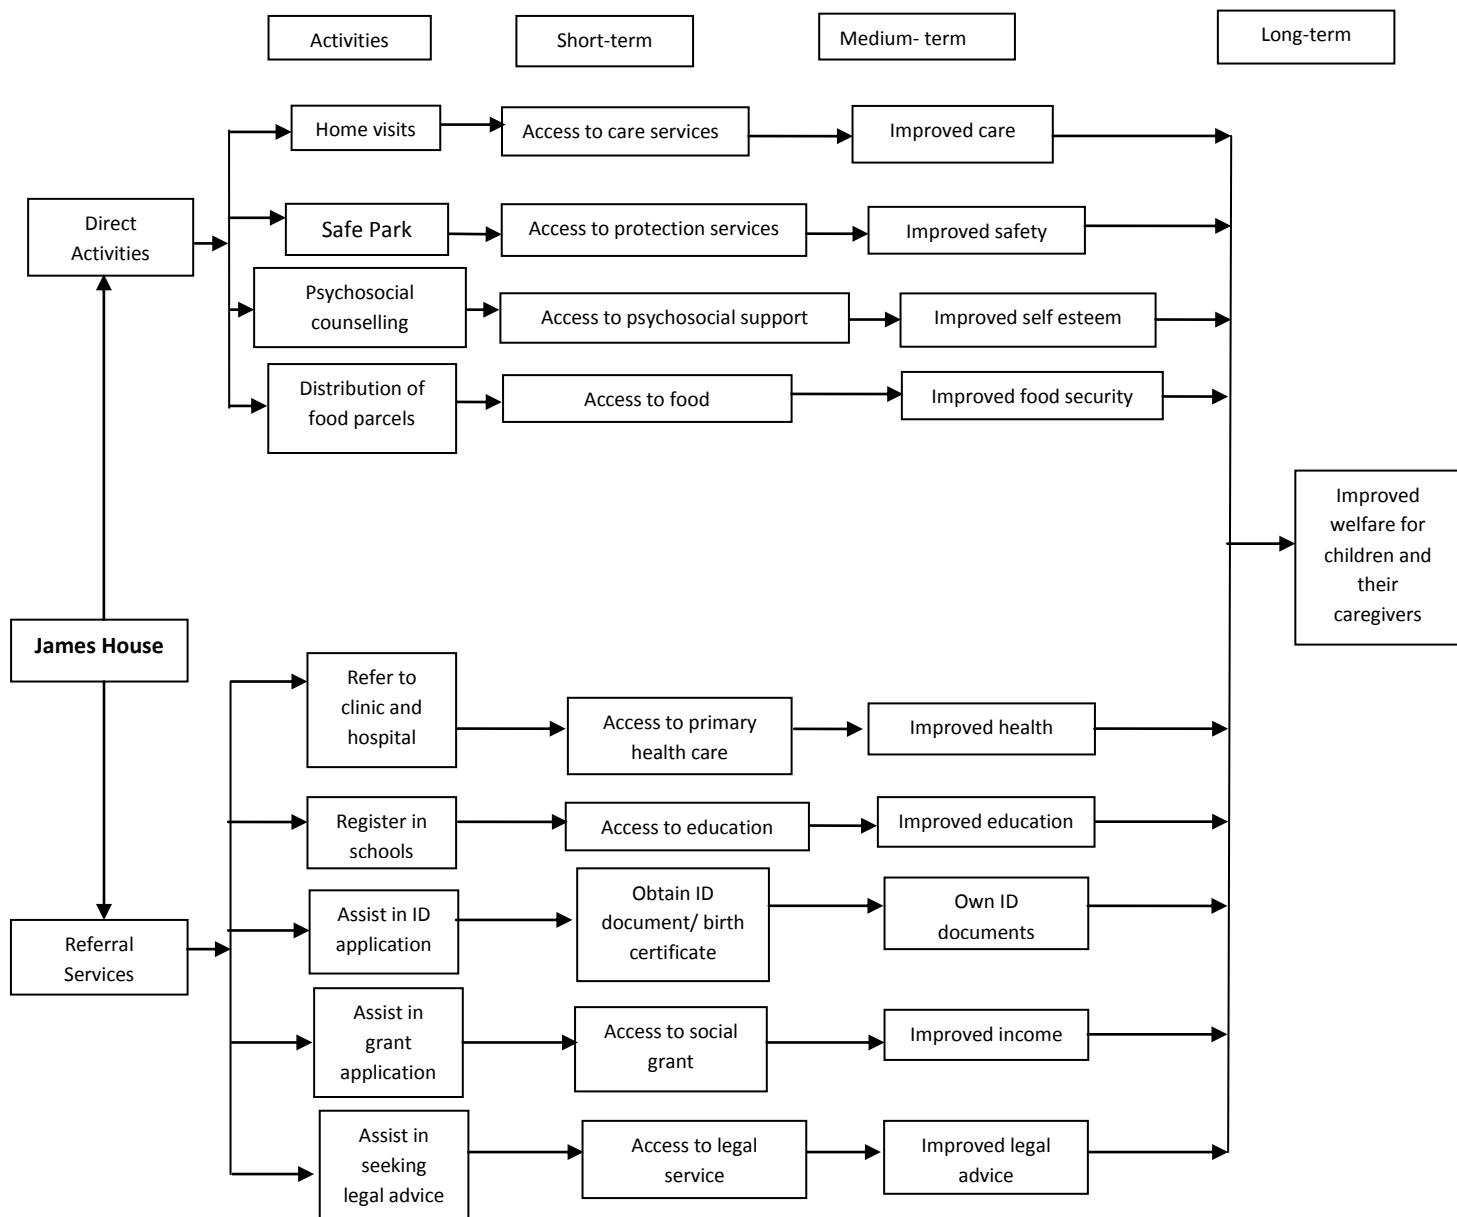 Activities
Short-term
Medium- term
Long-term
Home visits
Access to care services
Improved care
Direct
Activities
Safe Park
Access to protection services
Improved safety
Psychosocial
counselling
Access to psychosocial support
Improved self esteem
Distribution of
food parcels
Access to food
Improved food security
Improved
welfare for
children and
their
caregivers
James House
Refer to
clinic and
hospital
Access to primary
health care
Improved health
Register in
schools
Access to education
Improved education
Referral
Services
Assist in ID
application
Obtain ID
document/ birth
certificate
Own ID
documents
Assist in
grant
application
Access to social
grant
Improved income
Assist in
seeking
legal advice
Access to legal
service
Improved legal
advice